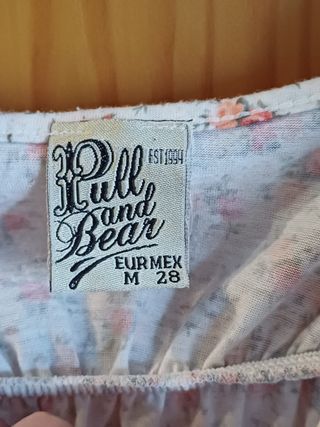 Pull
EST 1994
and
Bear
EUR MEX
M 28